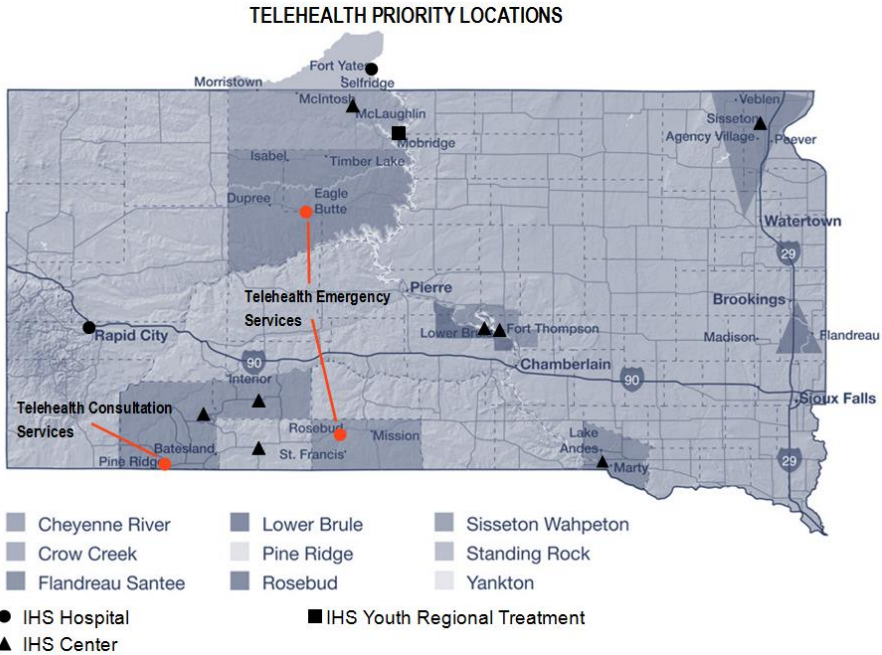 TELEHEALTH PRIORITY LOCATIONS
Fort Yates
Morristown
Selfridge
McIntosh
McLaughlin
Mobridge
Veblen
Sisseton
Agency Village
Peever
Isabel
Timber Lake
Dupree
Eagle
Butte
Watertown
29
Pierre
Telehealth Emergency
Services
Brookings
Lower Brule
Fort Thompson
Madison
Flandreau
Rapid City
90
Interior
Chamberlain
90
Sioux Falls
Telehealth Consultation
Services
Rosebud
Mission
Batesland
St. Francis
Pine Ridge
Lake
Andes
Marty
29
Cheyenne River
Lower Brule
Sisseton Wahpeton
Crow Creek
Pine Ridge
Standing Rock
Flandreau Santee
Rosebud
Yankton
IHS Hospital
IHS Youth Regional Treatment
IHS Center